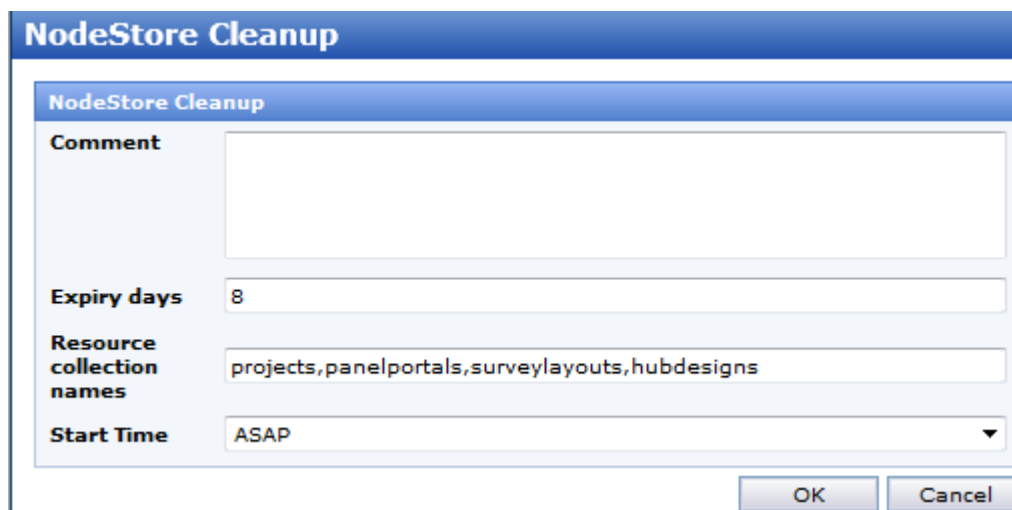 NodeStore Cleanup
NodeStore Cleanup
Comment
Expiry days
8
Resource
collection
names
projects,panelportals,surveylayouts,hubdesigns
Start Time
ASAP
OK
Cancel